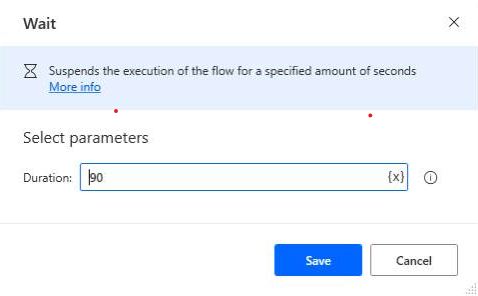 Wait
Suspends the execution of the flow for a specified amount of seconds
More info
Select parameters
Duration: 90 {x}
Save Cancel